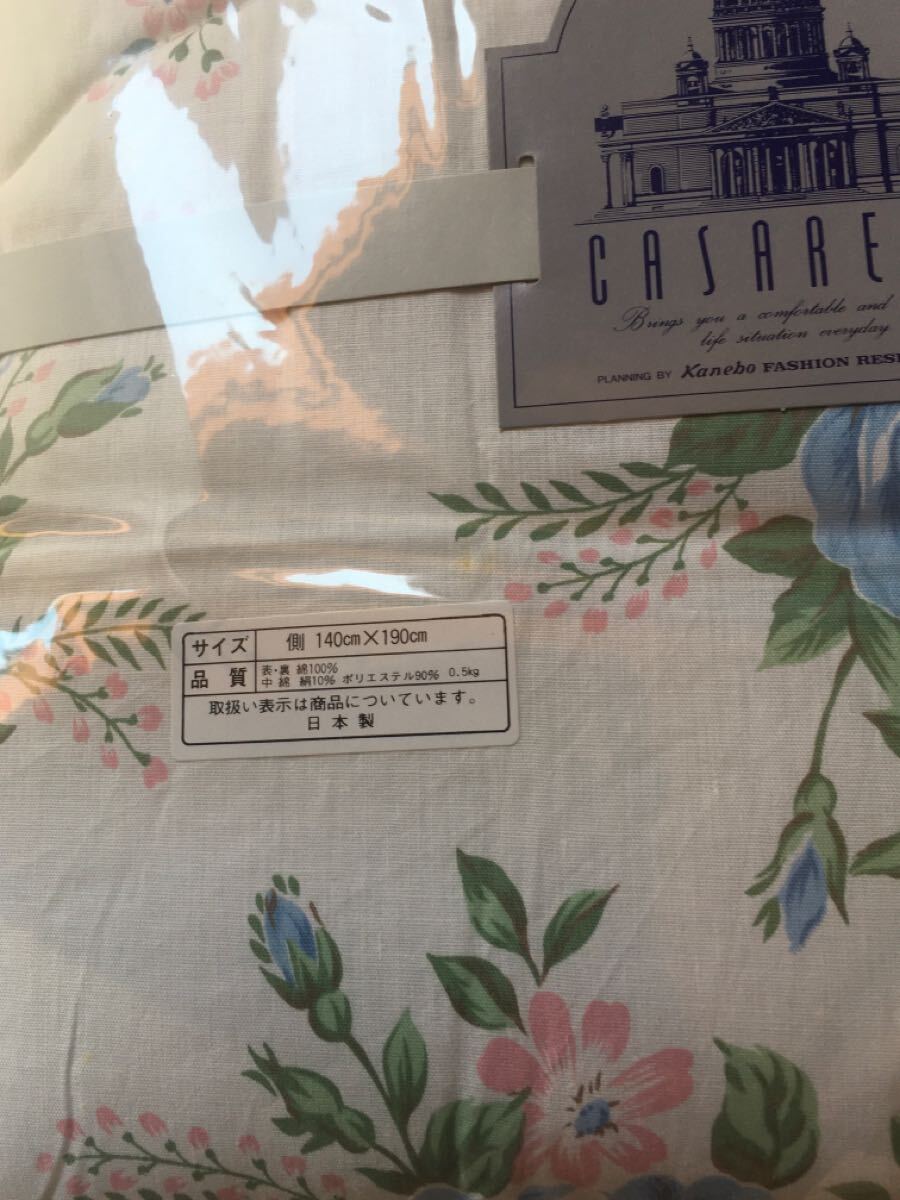 CASARE
Brings you a comfortable and
life situation everyday
PLANNING BY Kanebo FASHION RESE
サイズ 側 140cm×190cm
品質 表・裏 綿100%
中 綿 絹10% ポリエステル90% 0.5kg
取扱い表示は商品についています。
日本製